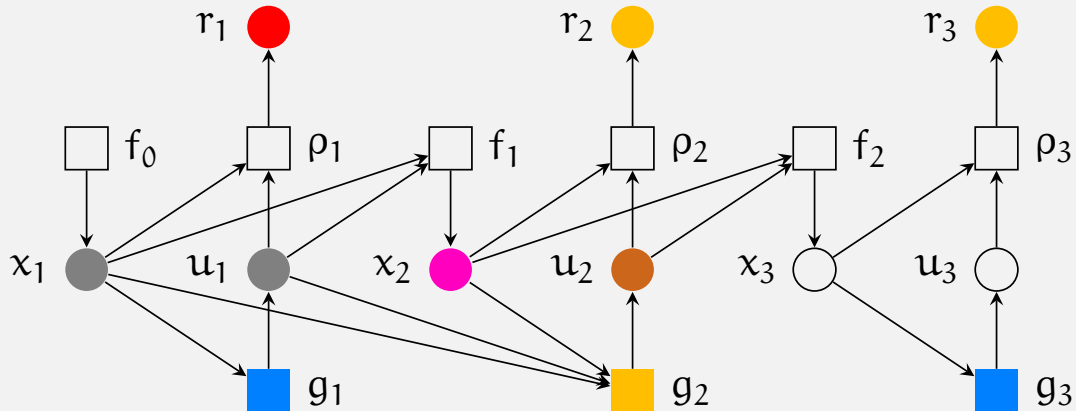 r₁ r₂ r₃
f₀ ρ₁ f₁ ρ₂ f₂ ρ₃
x₁ u₁ x₂ u₂ x₃ u₃
g₁ g₂ g₃